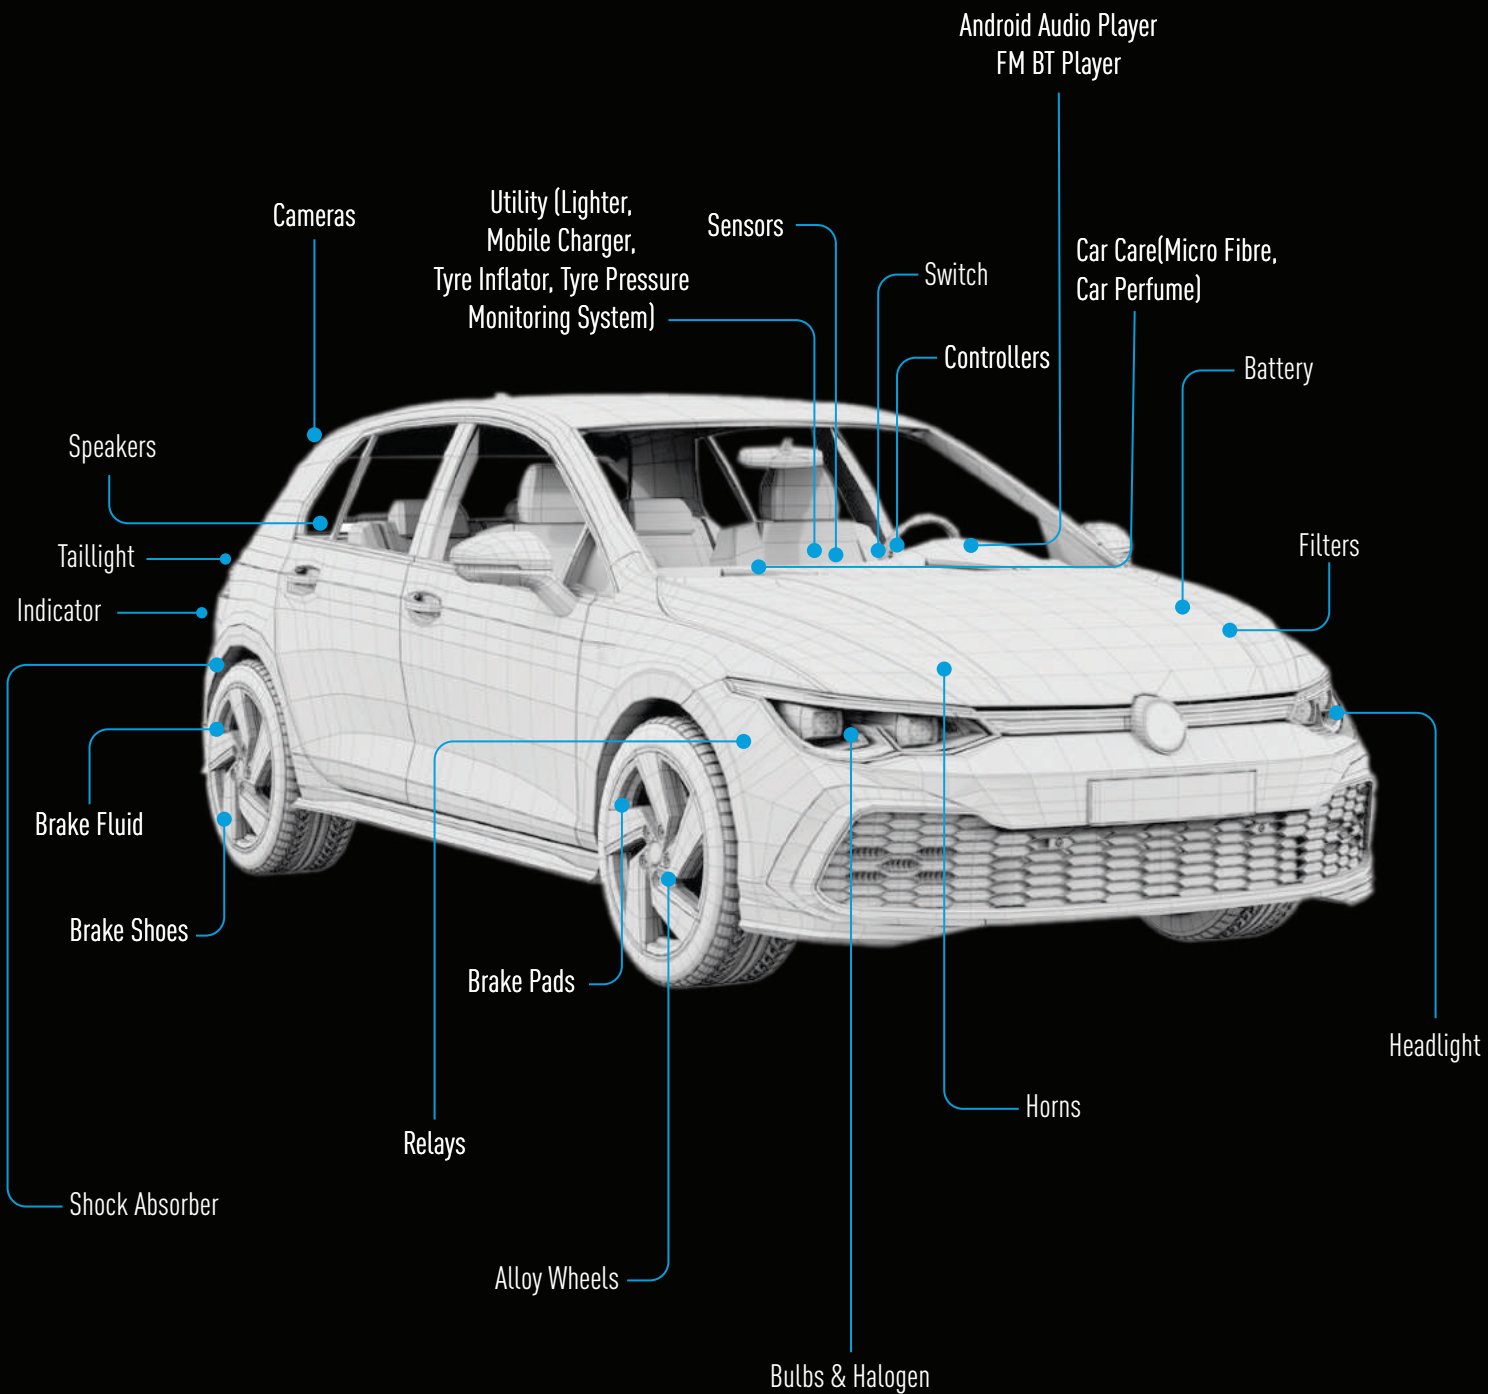 Android Audio Player
FM BT Player
Cameras
Utility (Lighter,
Mobile Charger,
Tyre Inflator, Tyre Pressure
Monitoring System)
Sensors
Switch
Car Care(Micro Fibre,
Car Perfume)
Controllers
Battery
Speakers
Taillight
Filters
Indicator
Brake Fluid
Brake Shoes
Brake Pads
Headlight
Horns
Relays
Shock Absorber
Alloy Wheels
Bulbs & Halogen